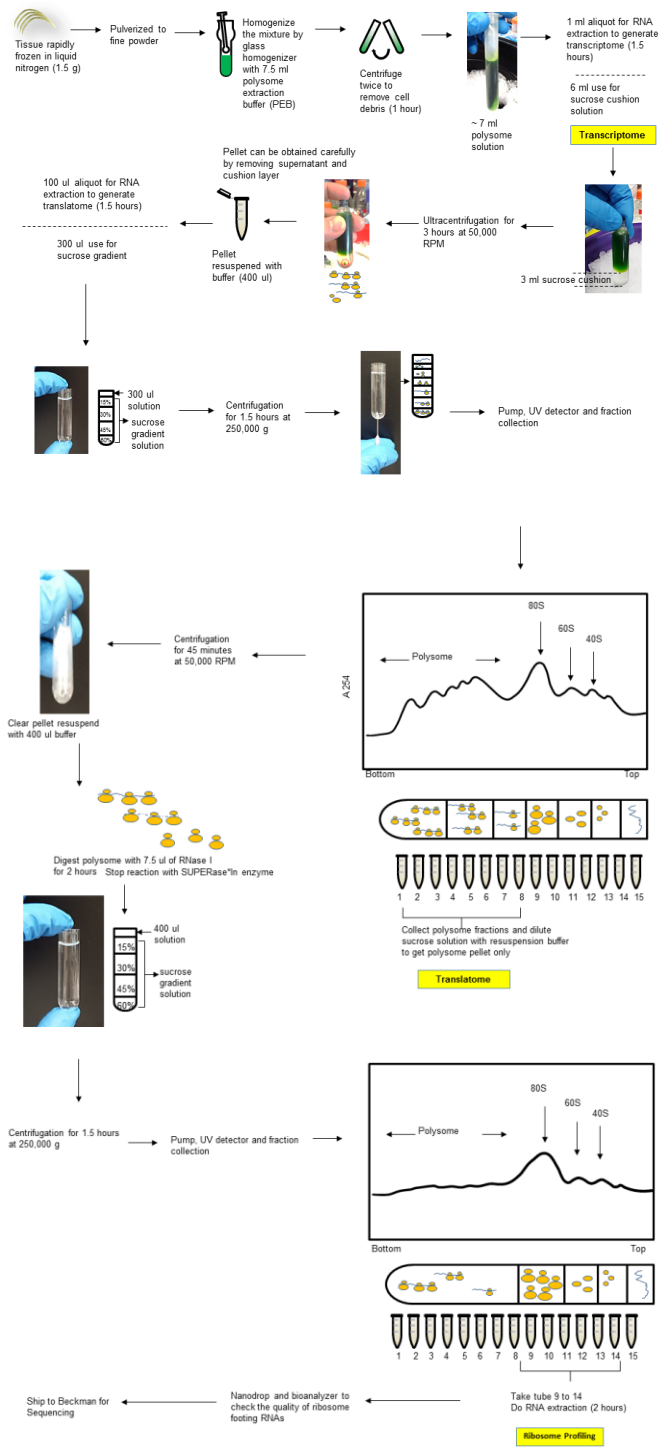 Tissue rapidly
frozen in liquid
nitrogen (1.5 g)
Pulverized to
fine powder
Homogenize
the mixture by
glass
homogenizer
with 7.5 ml
polysome
extraction
buffer (PEB)
Centrifuge
twice to
remove cell
debris (1 hour)
~ 7 ml
polysome
solution
1 ml aliquot for RNA
extraction to generate
transcriptome (1.5
hours)
6 ml use for
sucrose cushion
solution
Transcriptome
3 ml sucrose cushion
Ultracentrifugation for
3 hours at 50,000
RPM
Pellet can be obtained carefully
by removing supernatant and
cushion layer
Pellet
resuspened with
buffer (400 ul)
100 ul aliquot for RNA
extraction to generate
translatome (1.5 hours)
300 ul use for
sucrose gradient
15%
30%
45%
60%
300 ul
solution
sucrose
gradient
solution
Centrifugation
for 1.5 hours at
250,000 g
Pump, UV detector and fraction
collection
80S
60S
40S
Polysome
A 254
Bottom
Top
1 2 3 4 5 6 7 8 9 10 11 12 13 14 15
Collect polysome fractions and dilute
sucrose solution with resuspension buffer
to get polysome pellet only
Translatome
Centrifugation
for 45 minutes
at 50,000 RPM
Clear pellet resuspend
with 400 ul buffer
Digest polysome with 7.5 ul of RNase I
for 2 hours Stop reaction with SUPERase*In enzyme
15%
30%
45%
60%
400 ul
solution
sucrose
gradient
solution
Centrifugation for 1.5 hours
at 250,000 g
Pump, UV detector and fraction
collection
80S
60S
40S
Polysome
Bottom
Top
1 2 3 4 5 6 7 8 9 10 11 12 13 14 15
Take tube 9 to 14
Do RNA extraction (2 hours)
Ribosome Profiling
Nanodrop and bioanalyzer to
check the quality of ribosome
footing RNAs
Ship to Beckman for
Sequencing